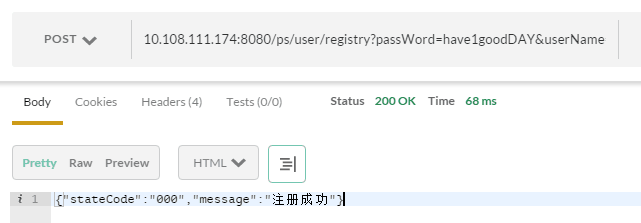 POST 10.108.111.174:8080/ps/user/registry?passWord=have1goodDAY&userName
Body Cookies Headers (4) Tests (0/0) Status 200 OK Time 68 ms
Pretty Raw Preview HTML
i 1 {"stateCode":"000","message":"注册成功"}